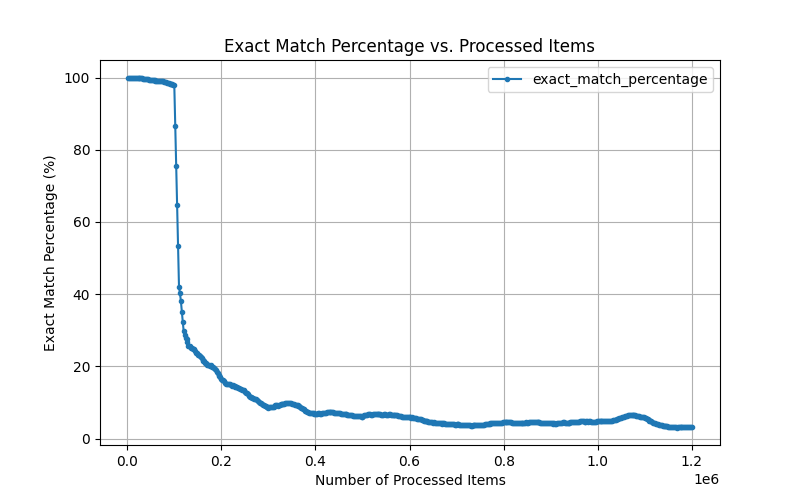 Exact Match Percentage vs. Processed Items
exact_match_percentage
Exact Match Percentage (%)
100
80
60
40
20
0
0.0 0.2 0.4 0.6 0.8 1.0 1.2
1e6
Number of Processed Items